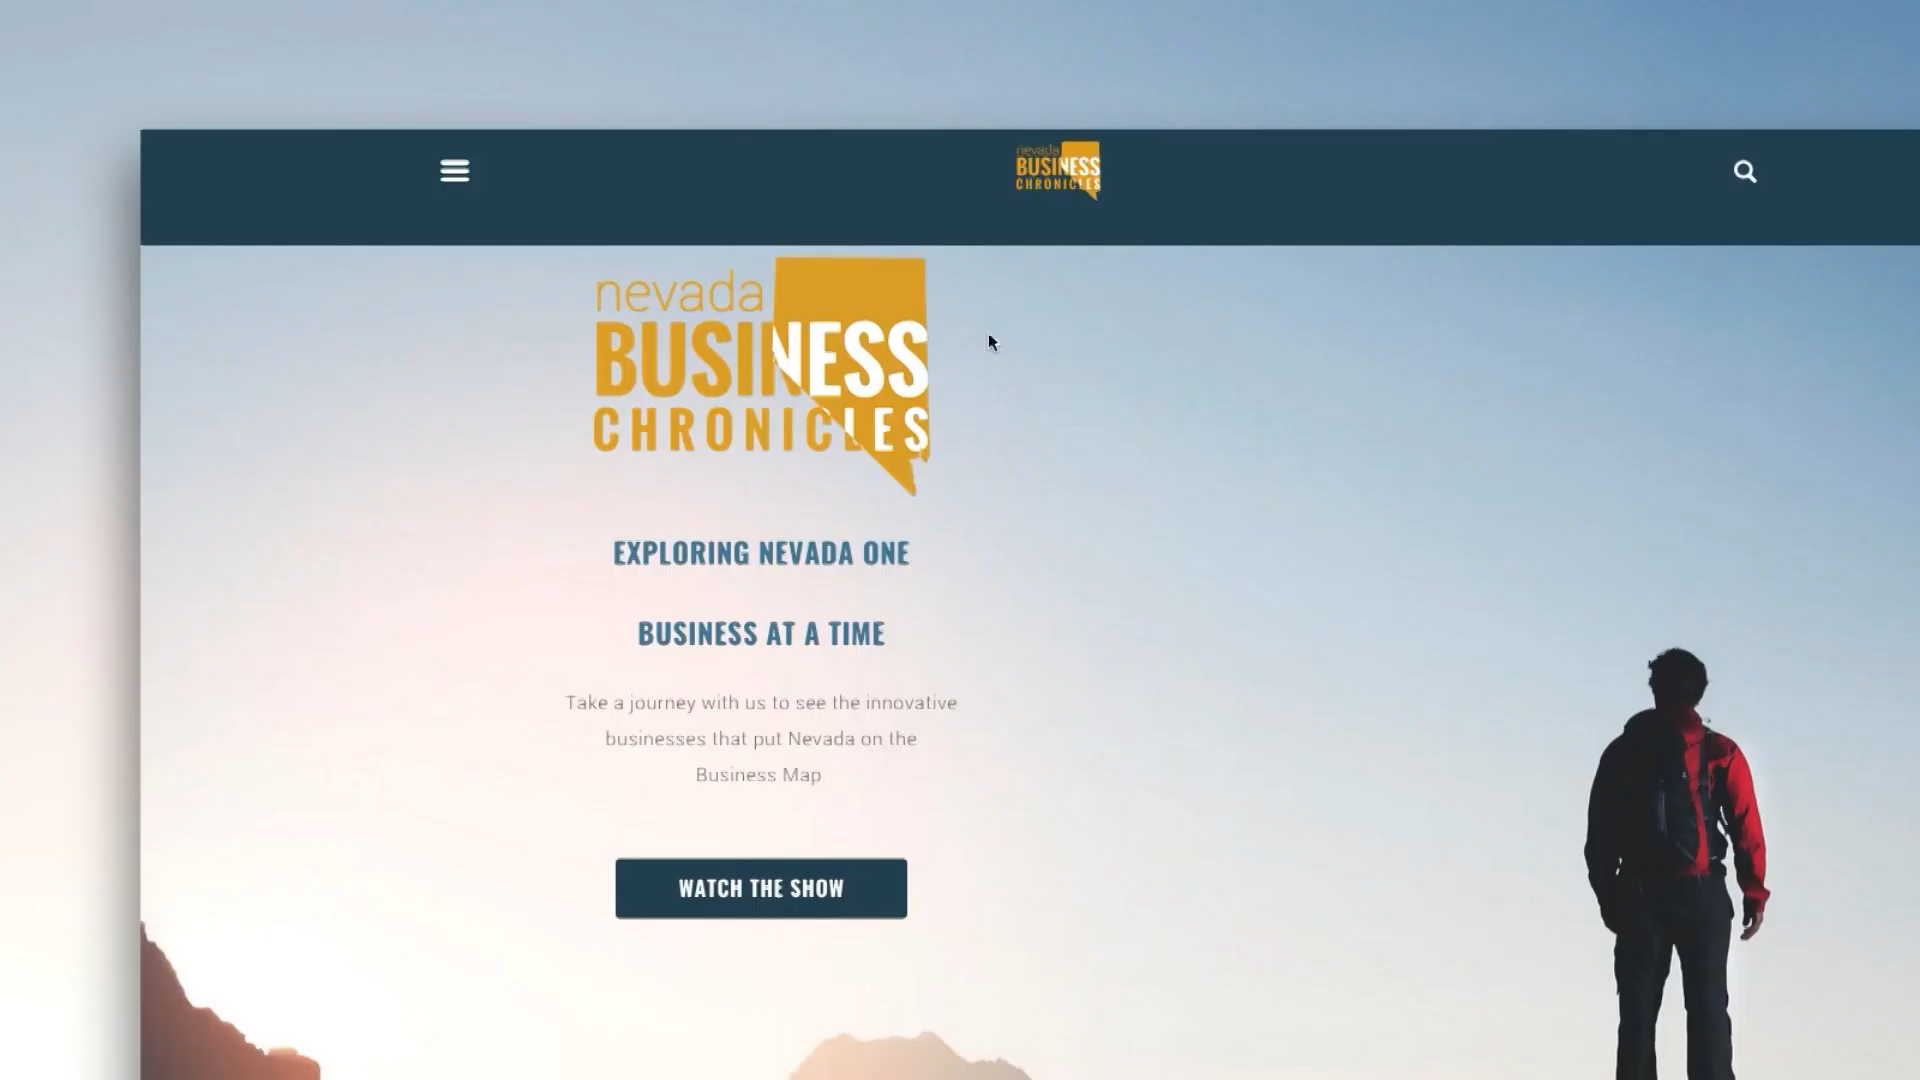 nevada
BUSINESS
CHRONICLES
nevada
BUSINESS
CHRONICLES
EXPLORING NEVADA ONE
BUSINESS AT A TIME
Take a journey with us to see the innovative
businesses that put Nevada on the
Business Map
WATCH THE SHOW